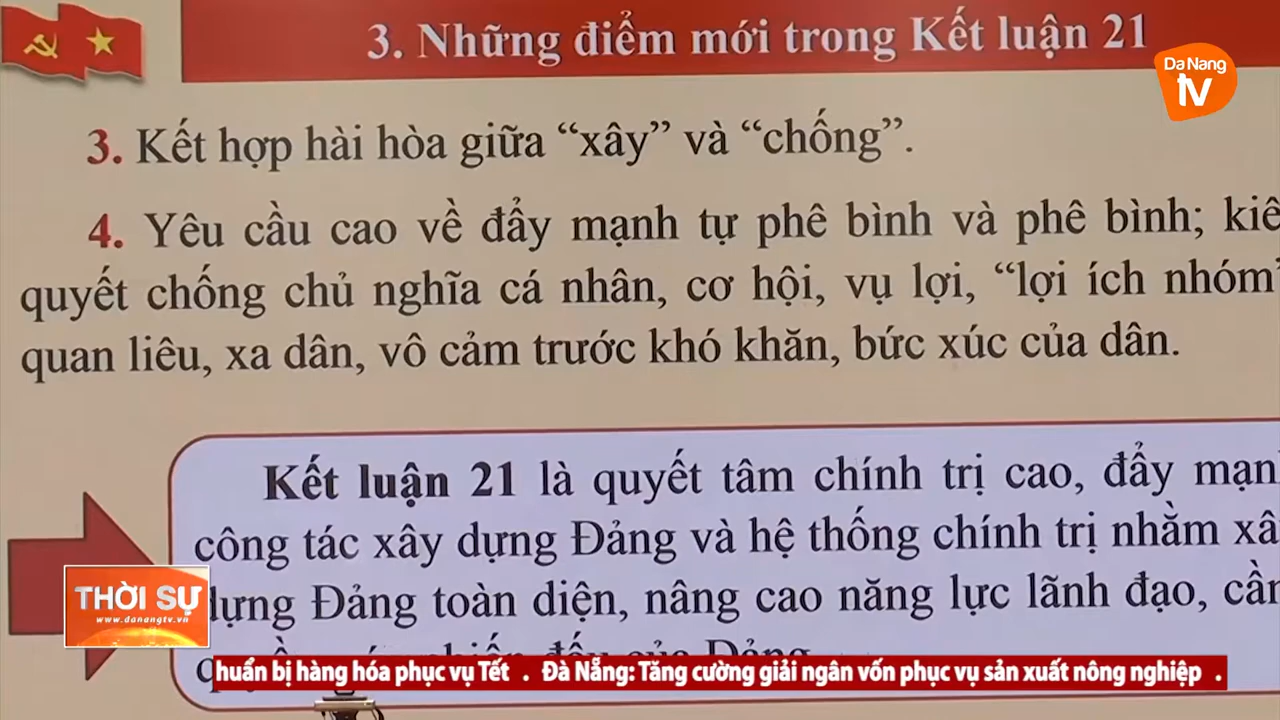 3. Những điểm mới trong Kết luận 21
Da Nang
tv
3. Kết hợp hài hòa giữa “xây” và “chống”.
4. Yêu cầu cao về đẩy mạnh tự phê bình và phê bình; kiê
quyết chống chủ nghĩa cá nhân, cơ hội, vụ lợi, “lợi ích nhóm”
quan liêu, xa dân, vô cảm trước khó khăn, bức xúc của dân.
Kết luận 21 là quyết tâm chính trị cao, đẩy mạn
công tác xây dựng Đảng và hệ thống chính trị nhằm xâ
dựng Đảng toàn diện, nâng cao năng lực lãnh đạo, cầm
THỜI SỰ
www.danangtv.vn
huẩn bị hàng hóa phục vụ Tết . Đà Nẵng: Tăng cường giải ngân vốn phục vụ sản xuất nông nghiệp .